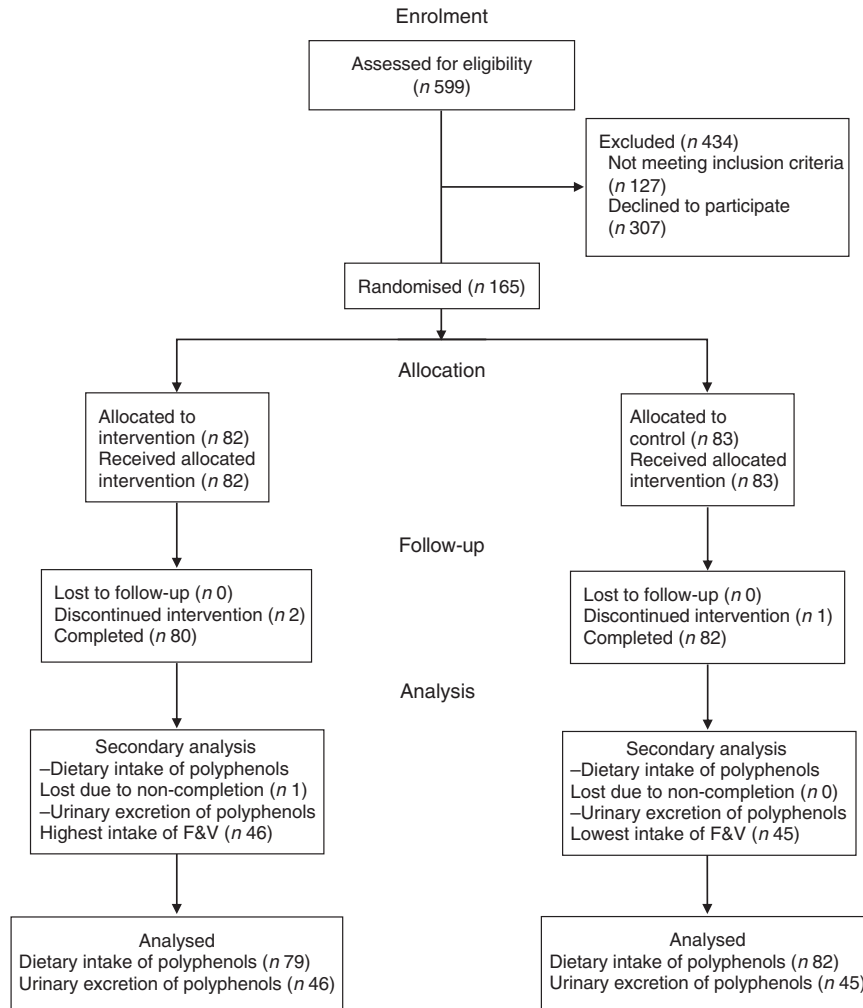 Enrolment
Assessed for eligibility
(n 599)
Excluded (n 434)
Not meeting inclusion criteria
(n 127)
Declined to participate
(n 307)
Randomised (n 165)
Allocation
Allocated to
intervention (n 82)
Received allocated
intervention (n 82)
Allocated to
control (n 83)
Received allocated
intervention (n 83)
Follow-up
Lost to follow-up (n 0)
Discontinued intervention (n 2)
Completed (n 80)
Lost to follow-up (n 0)
Discontinued intervention (n 1)
Completed (n 82)
Analysis
Secondary analysis
–Dietary intake of polyphenols
Lost due to non-completion (n 1)
–Urinary excretion of polyphenols
Highest intake of F&V (n 46)
Secondary analysis
–Dietary intake of polyphenols
Lost due to non-completion (n 0)
–Urinary excretion of polyphenols
Lowest intake of F&V (n 45)
Analysed
Dietary intake of polyphenols (n 79)
Urinary excretion of polyphenols (n 46)
Analysed
Dietary intake of polyphenols (n 82)
Urinary excretion of polyphenols (n 45)